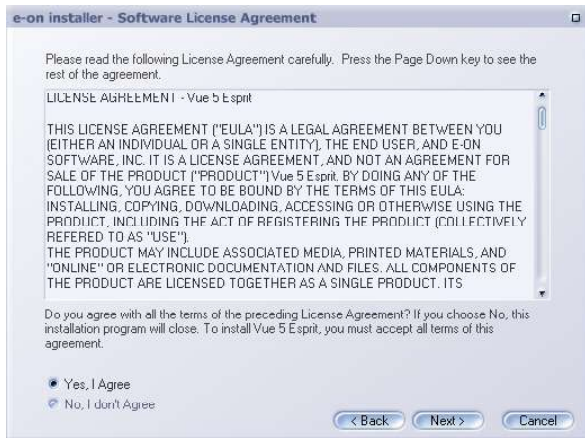 e-on installer - Software License Agreement
Please read the following License Agreement carefully. Press the Page Down key to see the
rest of the agreement.
LICENSE AGREEMENT - Vue 5 Esprit
THIS LICENSE AGREEMENT ("EULA") IS A LEGAL AGREEMENT BETWEEN YOU
(EITHER AN INDIVIDUAL OR A SINGLE ENTITY), THE END USER, AND E-ON
SOFTWARE, INC. IT IS A LICENSE AGREEMENT, AND NOT AN AGREEMENT FOR
SALE OF THE PRODUCT ("PRODUCT") Vue 5 Esprit. BY DOING ANY OF THE
FOLLOWING, YOU AGREE TO BE BOUND BY THE TERMS OF THIS EULA:
INSTALLING, COPYING, DOWNLOADING, ACCESSING OR OTHERWISE USING THE
PRODUCT, INCLUDING THE ACT OF REGISTERING THE PRODUCT (COLLECTIVELY
REFERED TO AS "USE").
THE PRODUCT MAY INCLUDE ASSOCIATED MEDIA, PRINTED MATERIALS, AND
"ONLINE" OR ELECTRONIC DOCUMENTATION AND FILES. ALL COMPONENTS OF
THE PRODUCT ARE LICENSED TOGETHER AS A SINGLE PRODUCT. ITS
Do you agree with all the terms of the preceding License Agreement? If you choose No, this
installation program will close. To install Vue 5 Esprit, you must accept all terms of this
agreement.
Yes, I Agree
No, I don't Agree
< Back Next > Cancel